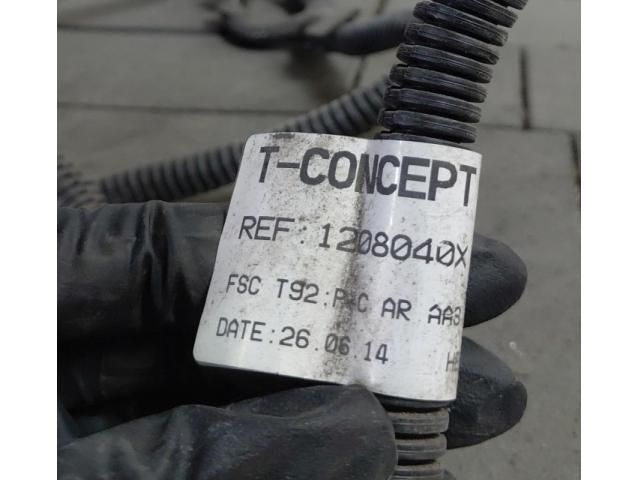 T-CONCEPT
REF:1208040X
FSC T92:P+C AR AA3
DATE:26.06.14